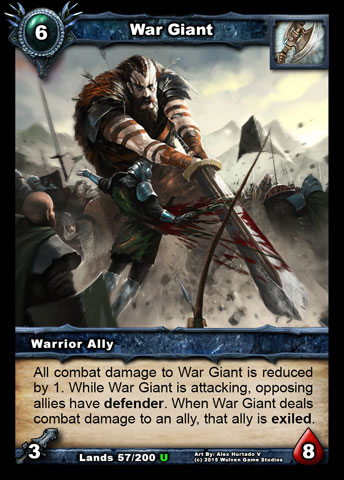 6
War Giant
Warrior Ally
All combat damage to War Giant is reduced
by 1. While War Giant is attacking, opposing
allies have defender. When War Giant deals
combat damage to an ally, that ally is exiled.
3
Lands 57/200 U
Art By: Alex Hurtado V
(c) 2015 Wulven Game Studios
8